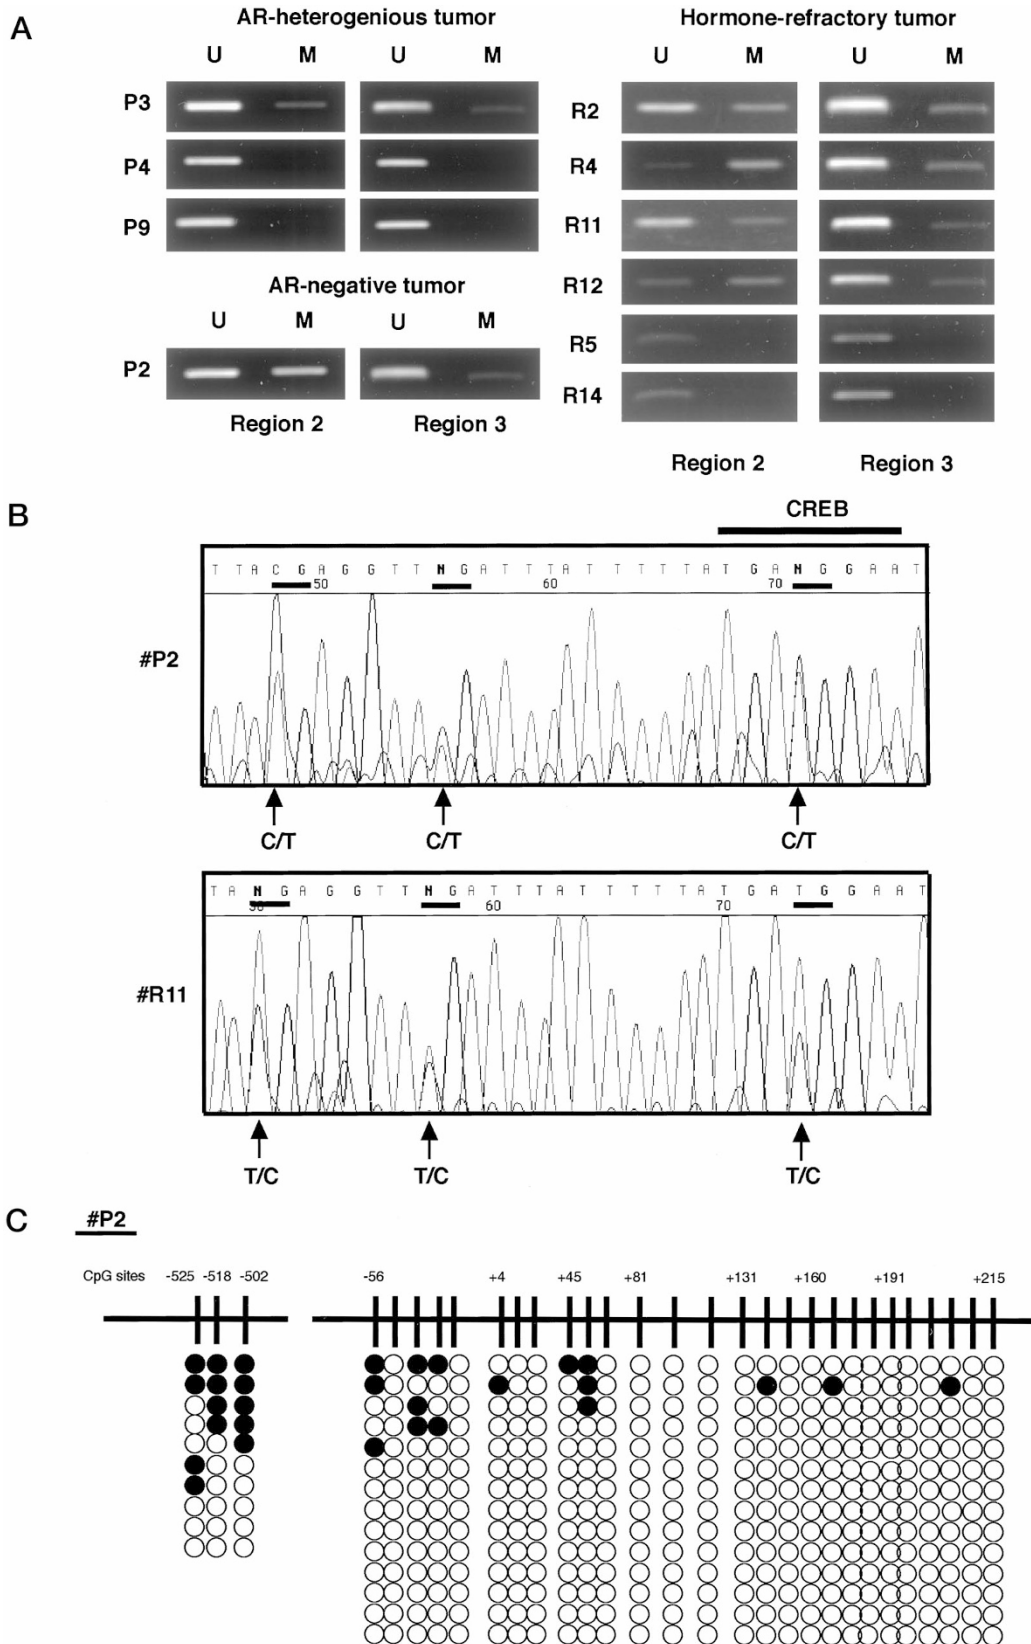 A
AR-heterogenious tumor
U M U M
P3
P4
P9
AR-negative tumor
U M U M
P2
Region 2 Region 3
Hormone-refractory tumor
U M U M
R2
R4
R11
R12
R5
R14
Region 2 Region 3
B
CREB
T T A C G A G G T T N G A T T T A T T T T A T G A N G G A A T
50 60 70
#P2
C/T C/T C/T
T A N G A G G T T N G A T T T A T T T T A T G A T G G A A T
50 60 70
#R11
T/C T/C T/C
C
#P2
CpG sites -525 -518 -502 -56 +4 +45 +81 +131 +160 +191 +215